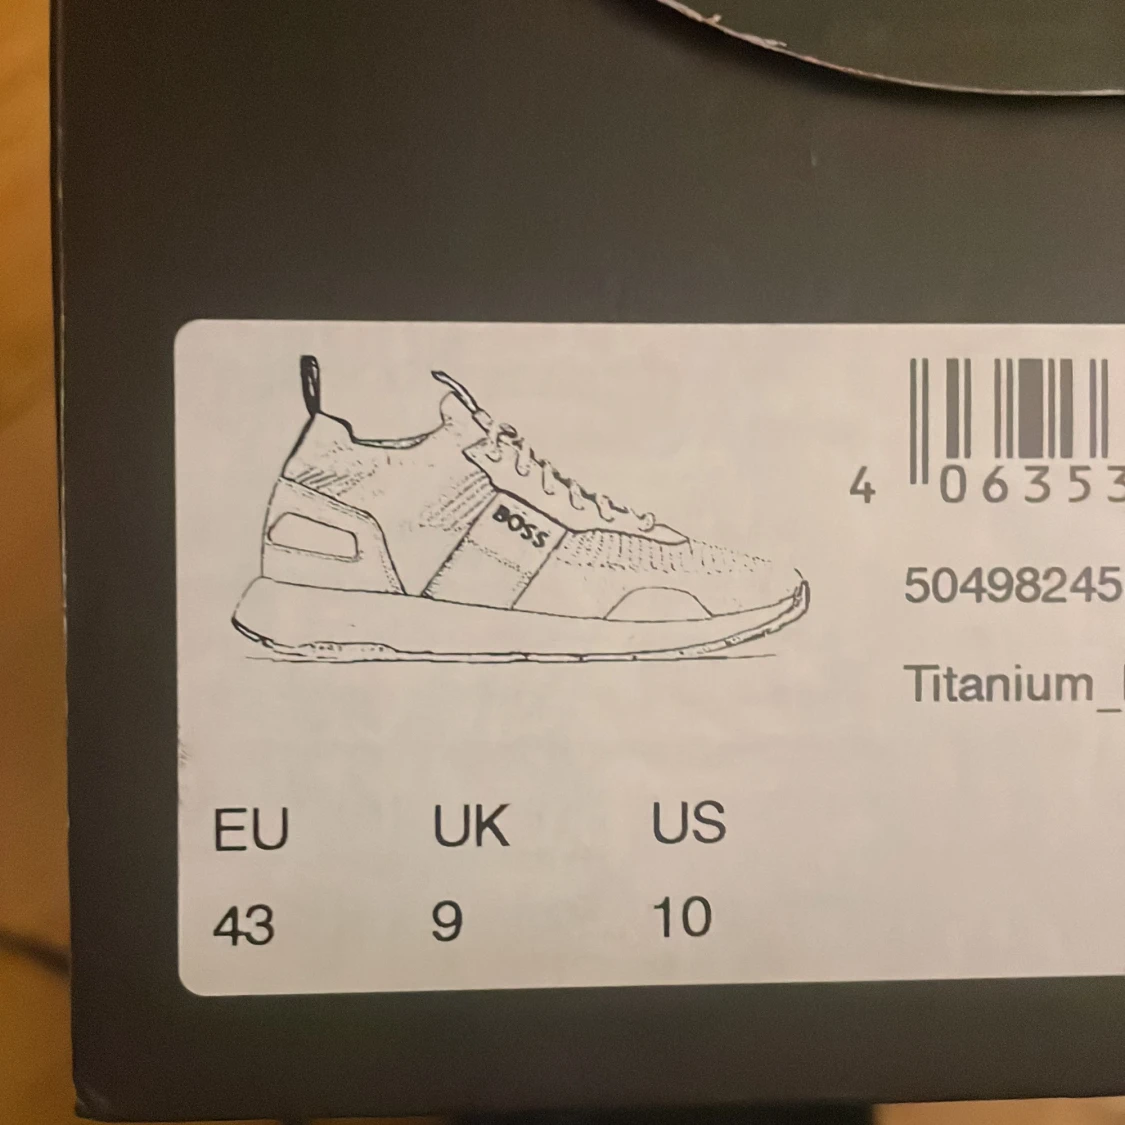 BOSS
4 06353
50498245
Titanium_
EU UK US
43 9 10